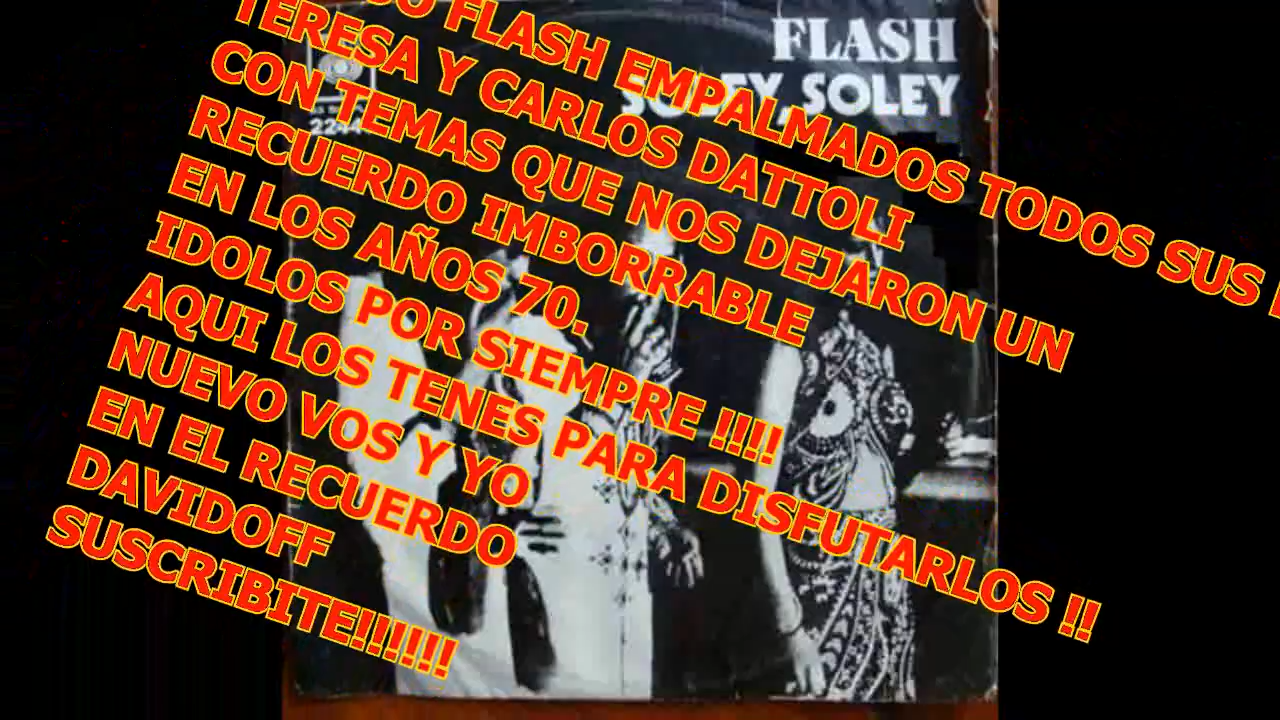 FLASH
SOLEY, SOLEY
FLASH EMPALMADOS TODOS SUS
TERESA Y CARLOS DATTOLI
CON TEMAS QUE NOS DEJARON UN
RECUERDO IMBORRABLE
EN LOS AÑOS 70.
IDOLOS POR SIEMPRE !!!!
AQUI LOS TENES PARA DISFUTARLOS !!
NUEVO VOS Y YO
EN EL RECUERDO
DAVIDOFF
SUSCRIBITE!!!!!!